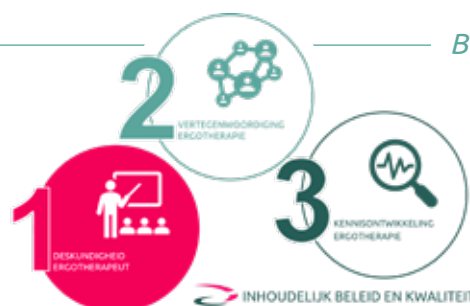 B
2
VERTEGENWOORDIGING
ERGOTHERAPIE
1
DESKUNDIGHEID
ERGOTHERAPEUT
3
KENNISONTWIKKELING
ERGOTHERAPIE
INHOUDELIJK BELEID EN KWALITEIT